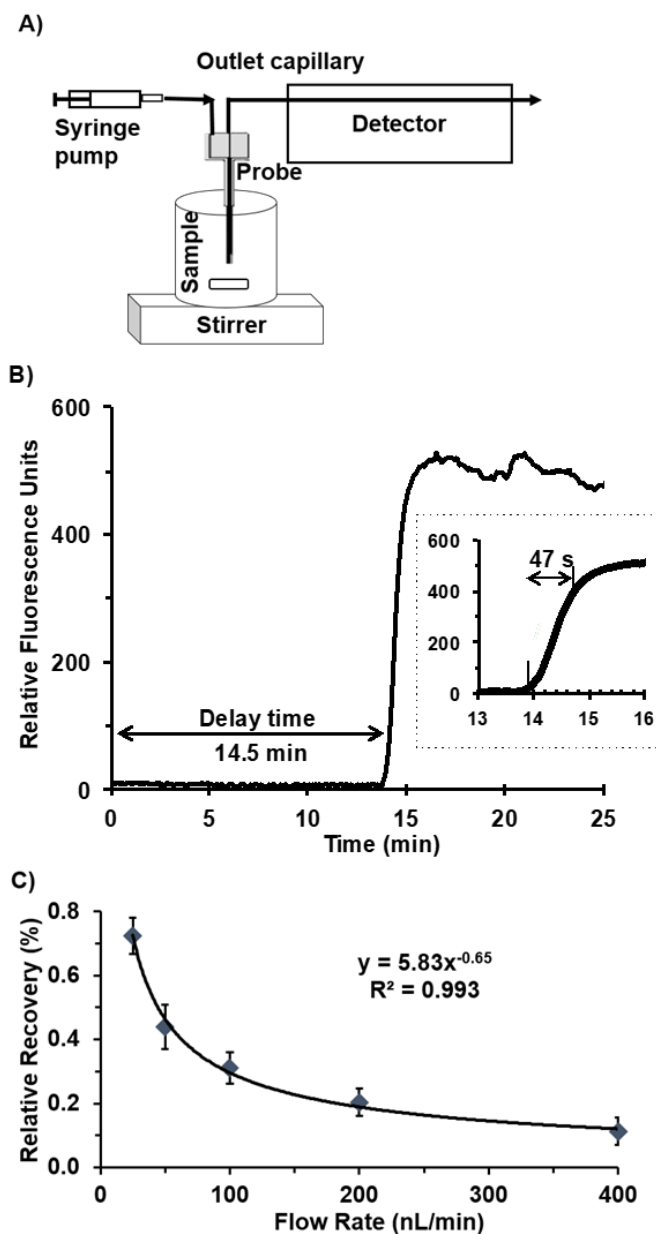 A)
Outlet capillary
Syringe
pump
Detector
Probe
Sample
Stirrer
B)
Relative Fluorescence Units
600
400
200
0
Delay time
14.5 min
0 5 10 15 20 25
Time (min)
600
400
200
0
47 s
13 14 15 16
C)
Relative Recovery (%)
0.8
0.6
0.4
0.2
0.0
y = 5.83x⁻⁰·⁶⁵
R² = 0.993
0 100 200 300 400
Flow Rate (nL/min)